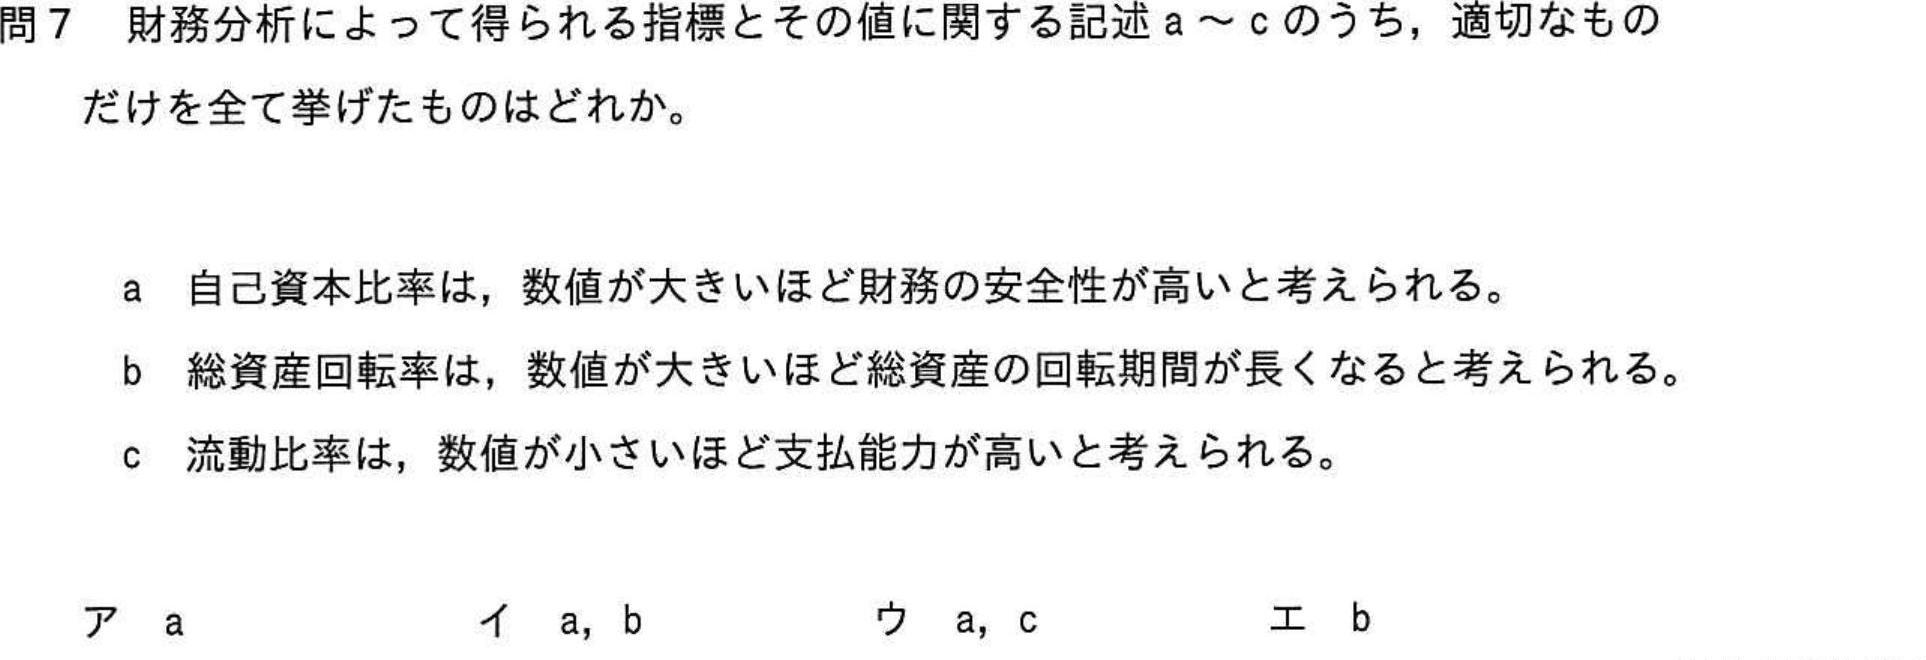 問7 財務分析によって得られる指標とその値に関する記述 a～c のうち，適切なもの
だけを全て挙げたものはどれか。
a 自己資本比率は，数値が大きいほど財務の安全性が高いと考えられる。
b 総資産回転率は，数値が大きいほど総資産の回転期間が長くなると考えられる。
c 流動比率は，数値が小さいほど支払能力が高いと考えられる。
ア a イ a, b ウ a, c エ b